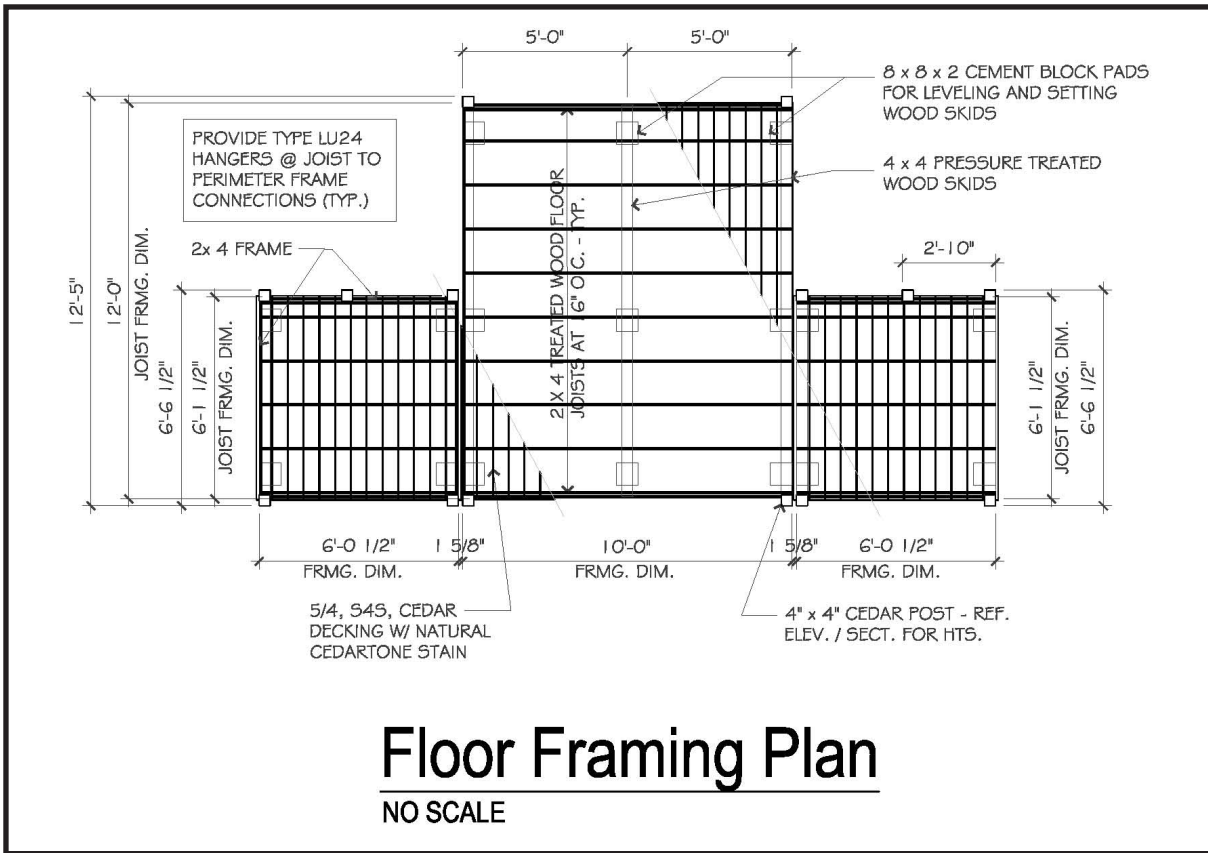 5'-0"
5'-0"
8 x 8 x 2 CEMENT BLOCK PADS
FOR LEVELING AND SETTING
WOOD SKIDS
PROVIDE TYPE LU24
HANGERS @ JOIST TO
PERIMETER FRAME
CONNECTIONS (TYP.)
4 x 4 PRESSURE TREATED
WOOD SKIDS
2x 4 FRAME
2'-10"
12'-5"
12'-0"
JOIST FRMG. DIM.
6'-6 1/2"
6'-1 1/2"
JOIST FRMG. DIM.
2 X 4 TREATED WOOD FLOOR
JOISTS AT 16" O.C. - TYP.
6'-1 1/2"
JOIST FRMG. DIM.
6'-6 1/2"
6'-0 1/2"
FRMG. DIM.
1 5/8"
10'-0"
FRMG. DIM.
1 5/8"
6'-0 1/2"
FRMG. DIM.
5/4, S4S, CEDAR
DECKING W/ NATURAL
CEDARTONE STAIN
4" x 4" CEDAR POST - REF.
ELEV. / SECT. FOR HTS.
Floor Framing Plan
NO SCALE